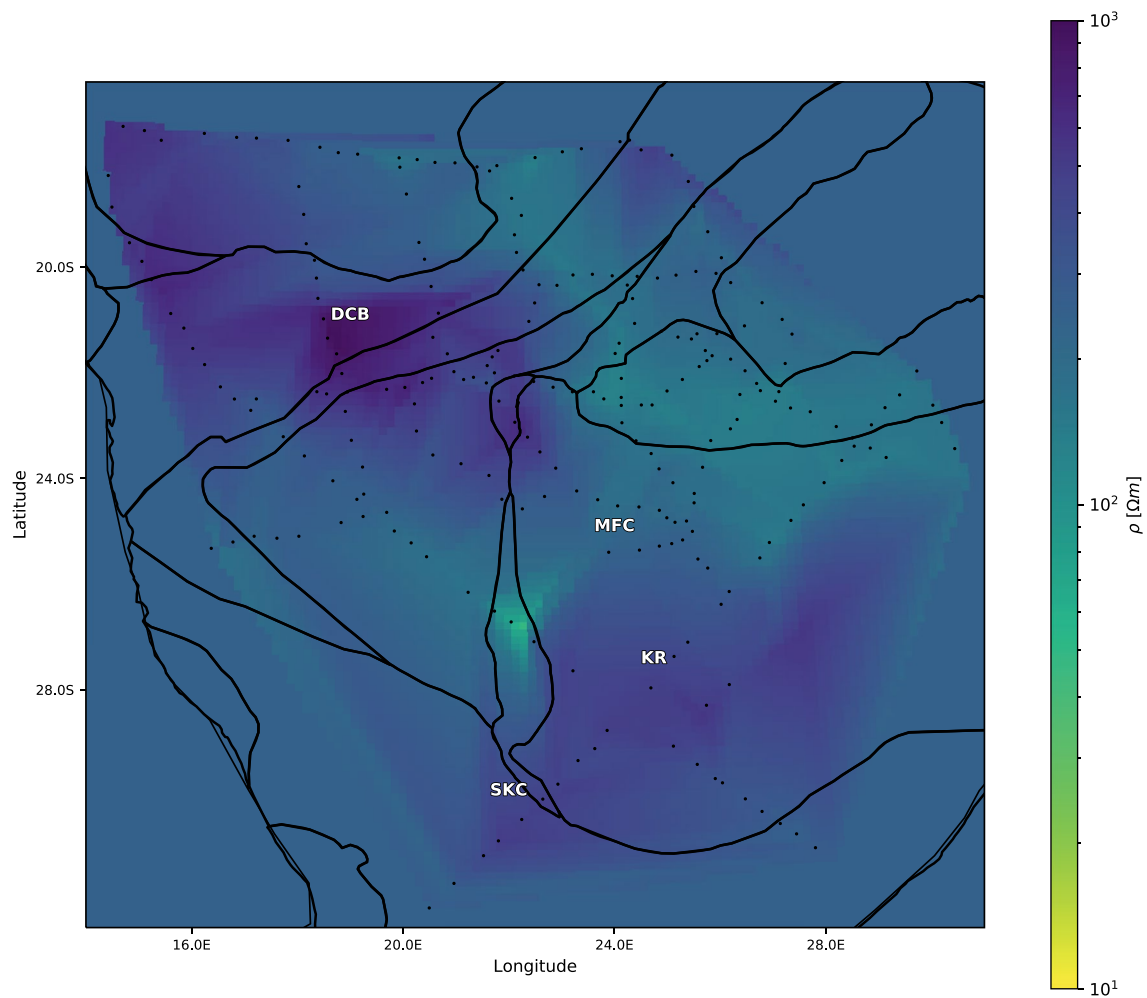 10³
DCB
20.0S
10²
24.0S
MFC
KR
28.0S
SKC
16.0E
20.0E
24.0E
28.0E
Longitude
Latitude
ρ [Ωm]
10¹